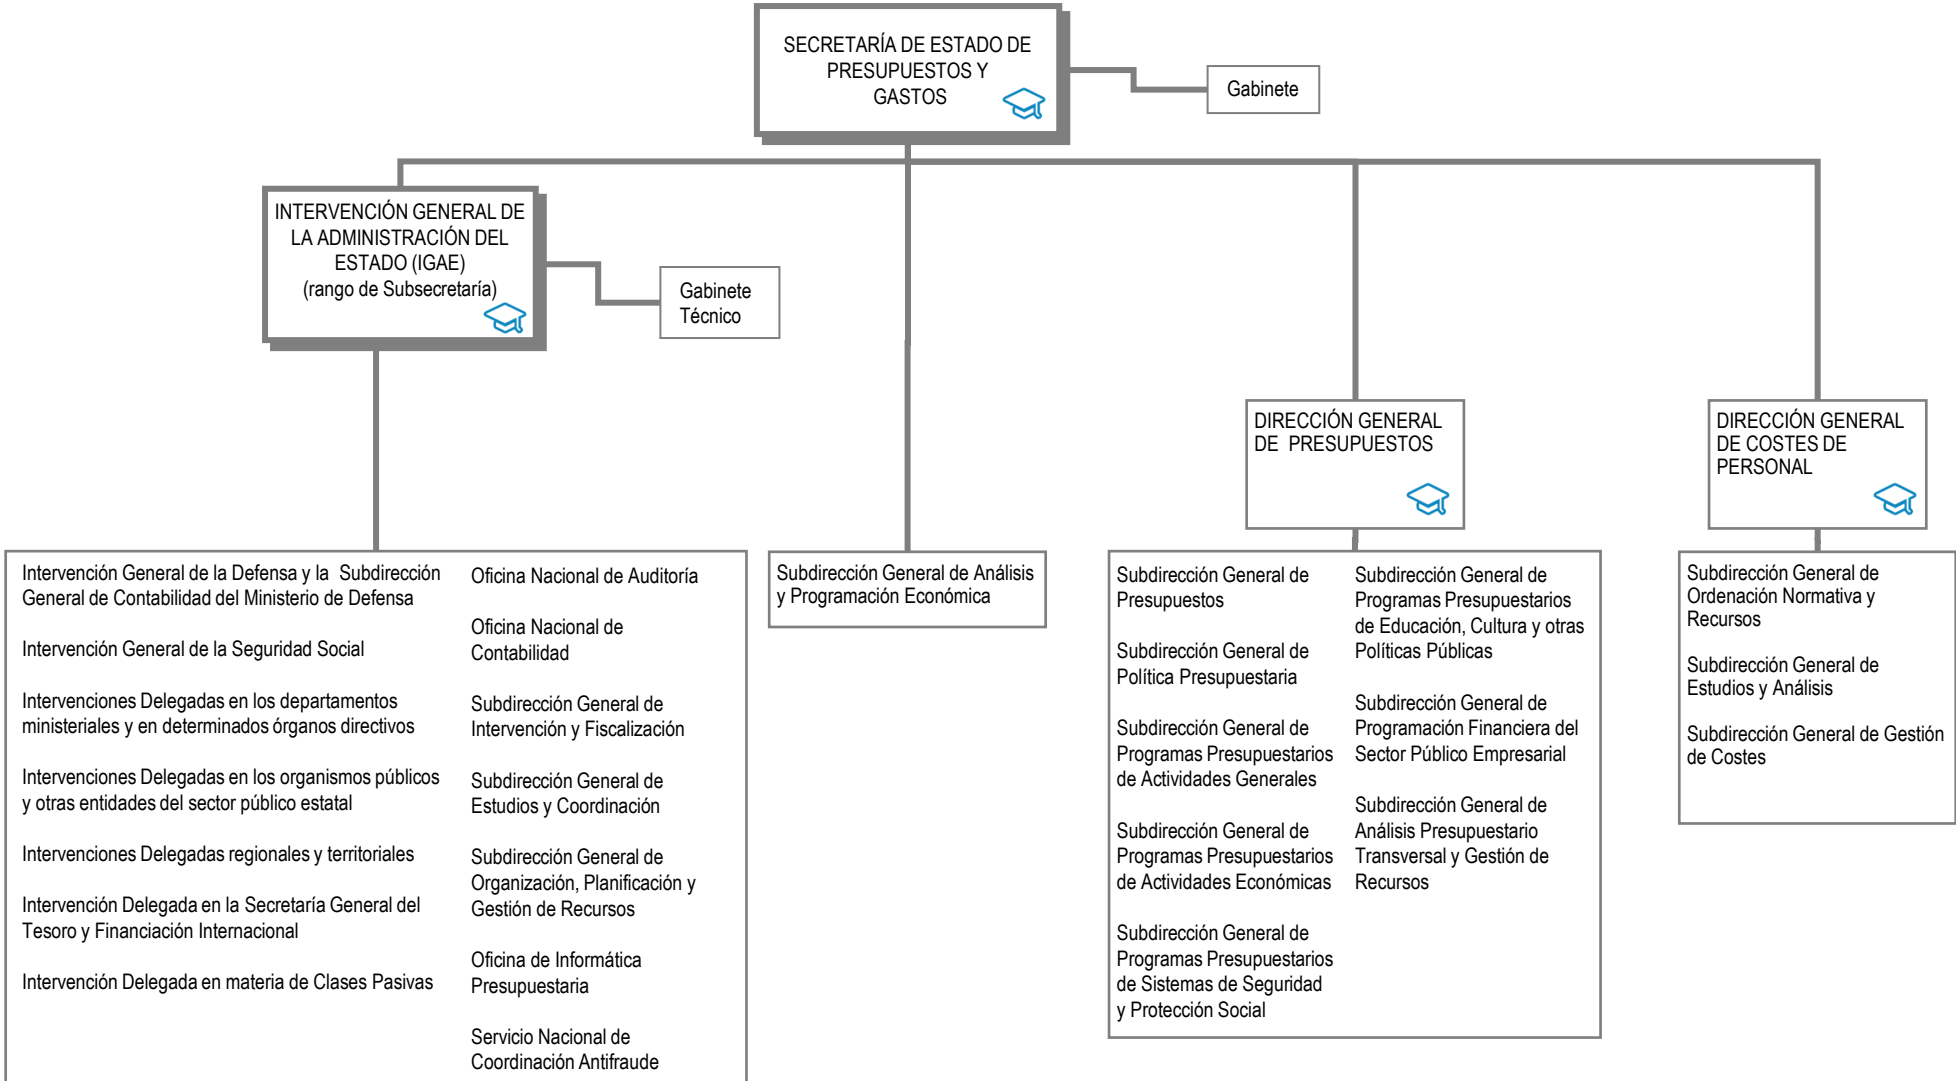 SECRETARÍA DE ESTADO DE
PRESUPUESTOS Y
GASTOS
Gabinete
INTERVENCIÓN GENERAL DE
LA ADMINISTRACIÓN DEL
ESTADO (IGAE)
(rango de Subsecretaría)
Gabinete
Técnico
DIRECCIÓN GENERAL
DE PRESUPUESTOS
DIRECCIÓN GENERAL
DE COSTES DE
PERSONAL
Intervención General de la Defensa y la Subdirección
General de Contabilidad del Ministerio de Defensa
Intervención General de la Seguridad Social
Intervenciones Delegadas en los departamentos
ministeriales y en determinados órganos directivos
Intervenciones Delegadas en los organismos públicos
y otras entidades del sector público estatal
Intervenciones Delegadas regionales y territoriales
Intervención Delegada en la Secretaría General del
Tesoro y Financiación Internacional
Intervención Delegada en materia de Clases Pasivas
Oficina Nacional de Auditoría
Oficina Nacional de
Contabilidad
Subdirección General de
Intervención y Fiscalización
Subdirección General de
Estudios y Coordinación
Subdirección General de
Organización, Planificación y
Gestión de Recursos
Oficina de Informática
Presupuestaria
Servicio Nacional de
Coordinación Antifraude
Subdirección General de Análisis
y Programación Económica
Subdirección General de
Presupuestos
Subdirección General de
Política Presupuestaria
Subdirección General de
Programas Presupuestarios
de Actividades Generales
Subdirección General de
Programas Presupuestarios
de Actividades Económicas
Subdirección General de
Programas Presupuestarios
de Sistemas de Seguridad
y Protección Social
Subdirección General de
Programas Presupuestarios
de Educación, Cultura y otras
Políticas Públicas
Subdirección General de
Programación Financiera del
Sector Público Empresarial
Subdirección General de
Análisis Presupuestario
Transversal y Gestión de
Recursos
Subdirección General de
Ordenación Normativa y
Recursos
Subdirección General de
Estudios y Análisis
Subdirección General de Gestión
de Costes